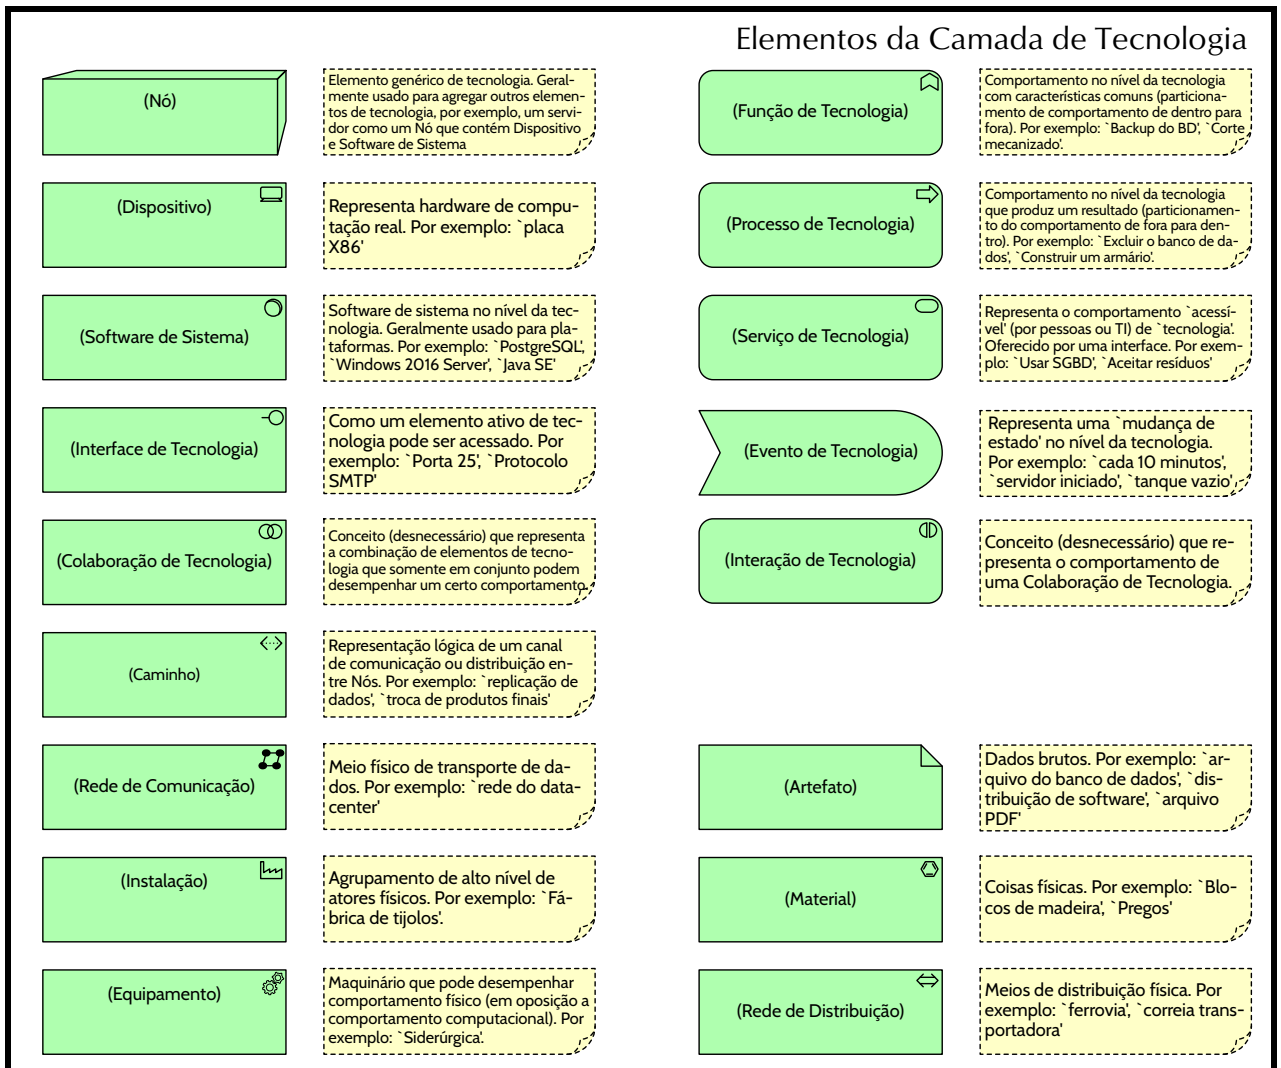 Elementos da Camada de Tecnologia
(Nó)
Elemento genérico de tecnologia. Geral-
mente usado para agregar outros elemen-
tos de tecnologia, por exemplo, um servi-
dor como um Nó que contém Dispositivo
e Software de Sistema
(Função de Tecnologia)
Comportamento no nível da tecnologia
com características comuns (particiona-
mento de comportamento de dentro para
fora). Por exemplo: `Backup do BD', `Corte
mecanizado'.
(Dispositivo)
Representa hardware de compu-
tação real. Por exemplo: `placa
X86'
(Processo de Tecnologia)
Comportamento no nível da tecnologia
que produz um resultado (particionamen-
to do comportamento de fora para den-
tro). Por exemplo: `Excluir o banco de da-
dos', `Construir um armário'.
(Software de Sistema)
Software de sistema no nível da tec-
nologia. Geralmente usado para pla-
taformas. Por exemplo: `PostgreSQL',
`Windows 2016 Server', `Java SE'
(Serviço de Tecnologia)
Representa o comportamento `acessí-
vel' (por pessoas ou TI) de `tecnologia'.
Oferecido por uma interface. Por exem-
plo: `Usar SGBD', `Aceitar resíduos'
(Interface de Tecnologia)
Como um elemento ativo de tec-
nologia pode ser acessado. Por
exemplo: `Porta 25', `Protocolo
SMTP'
(Evento de Tecnologia)
Representa uma `mudança de
estado' no nível da tecnologia.
Por exemplo: `cada 10 minutos',
`servidor iniciado', `tanque vazio'
(Colaboração de Tecnologia)
Conceito (desnecessário) que representa
a combinação de elementos de tecno-
logia que somente em conjunto podem
desempenhar um certo comportamento.
(Interação de Tecnologia)
Conceito (desnecessário) que re-
presenta o comportamento de
uma Colaboração de Tecnologia.
(Caminho)
Representação lógica de um canal
de comunicação ou distribuição en-
tre Nós. Por exemplo: `replicação de
dados', `troca de produtos finais'
(Rede de Comunicação)
Meio físico de transporte de da-
dos. Por exemplo: `rede do data-
center'
(Artefato)
Dados brutos. Por exemplo: `ar-
quivo do banco de dados', `dis-
tribuição de software', `arquivo
PDF'
(Instalação)
Agrupamento de alto nível de
atores físicos. Por exemplo: `Fá-
brica de tijolos'.
(Material)
Coisas físicas. Por exemplo: `Blo-
cos de madeira', `Pregos'
(Equipamento)
Maquinário que pode desempenhar
comportamento físico (em oposição a
comportamento computacional). Por
exemplo: `Siderúrgica'.
(Rede de Distribuição)
Meios de distribuição física. Por
exemplo: `ferrovia', `correia trans-
portadora'